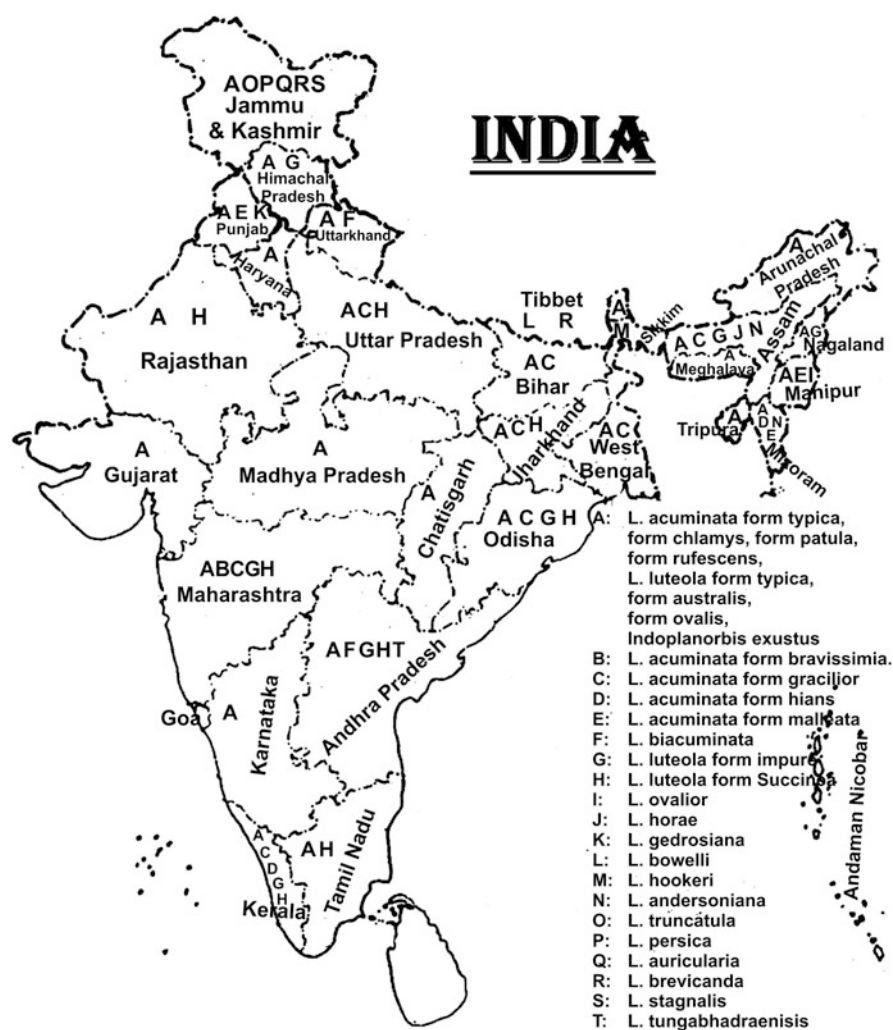 INDIA
AOPQRS
Jammu
& Kashmir
A G
Himachal
Pradesh
A E K
Punjab
A F
Uttarkhand
A
Haryana
A H
Rajasthan
ACH
Uttar Pradesh
Tibbet
L R
A
M
Sikkim
A
Arunachal
Pradesh
A C G J N
Assam
A
Meghalaya
AG
Nagaland
AEI
Manipur
A
Tripura
A
D N
E
Mizoram
AC
Bihar
A C H
Jharkhand
AC
West
Bengal
A
Gujarat
A
Madhya Pradesh
A
Chatisgarh
A C G H
Odisha
ABCGH
Maharashtra
AFGHT
Andhra Pradesh
Goa
A
Karnataka
A
C
D
G
H
Kerala
AH
Tamil Nadu
Andaman Nicobar
A: L. acuminata form typica,
form chlamys, form patula,
form rufescens,
L. luteola form typica,
form australis,
form ovalis,
Indoplanorbis exustus
B: L. acuminata form bravissimia.
C: L. acuminata form gracilior
D: L. acuminata form hians
E: L. acuminata form malleata
F: L. biacuminata
G: L. luteola form impure
H: L. luteola form Succinea
I: L. ovalior
J: L. horae
K: L. gedrosiana
L: L. bowelli
M: L. hookeri
N: L. andersoniana
O: L. truncatula
P: L. persica
Q: L. auricularia
R: L. brevicanda
S: L. stagnalis
T: L. tungabhadraenisis